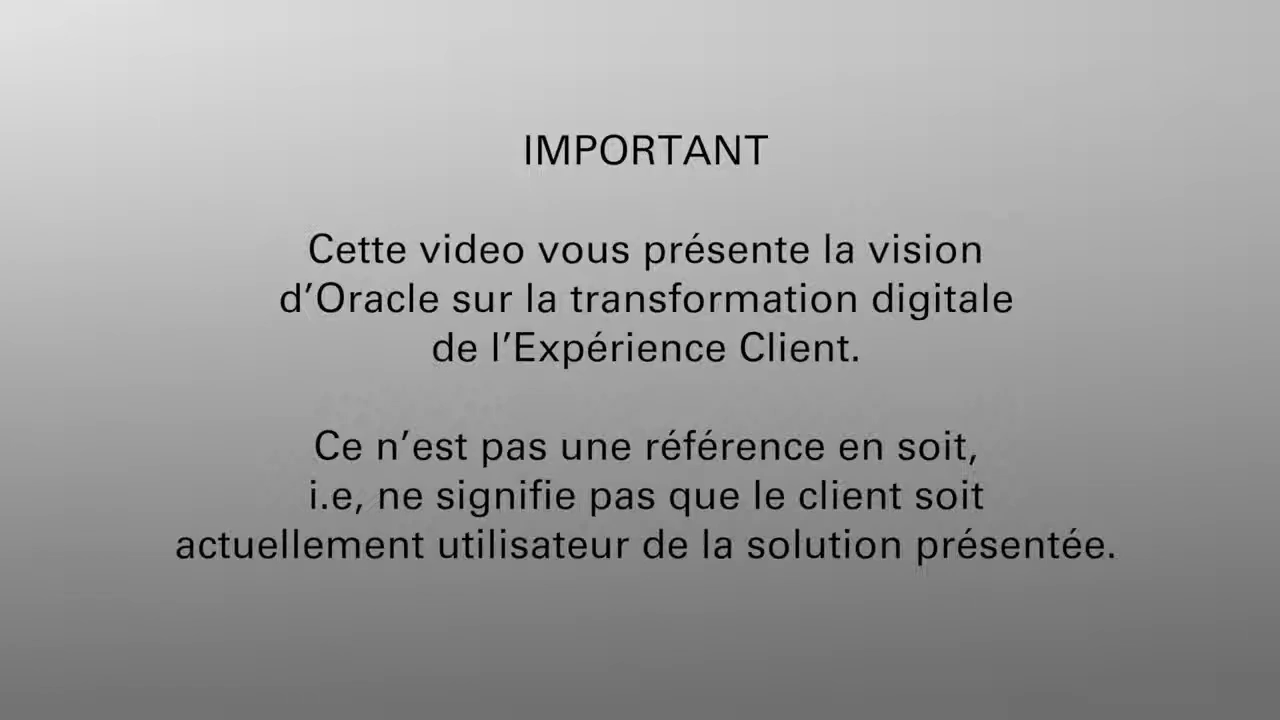 IMPORTANT
Cette video vous présente la vision
d’Oracle sur la transformation digitale
de l’Expérience Client.
Ce n’est pas une référence en soit,
i.e, ne signifie pas que le client soit
actuellement utilisateur de la solution présentée.